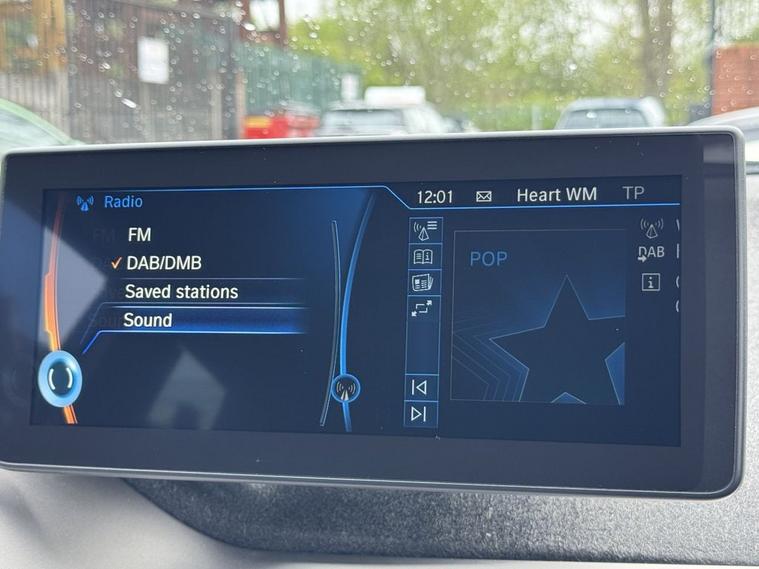 Radio
12:01 Heart WM TP
FM
DAB/DMB
Saved stations
Sound
POP
DAB